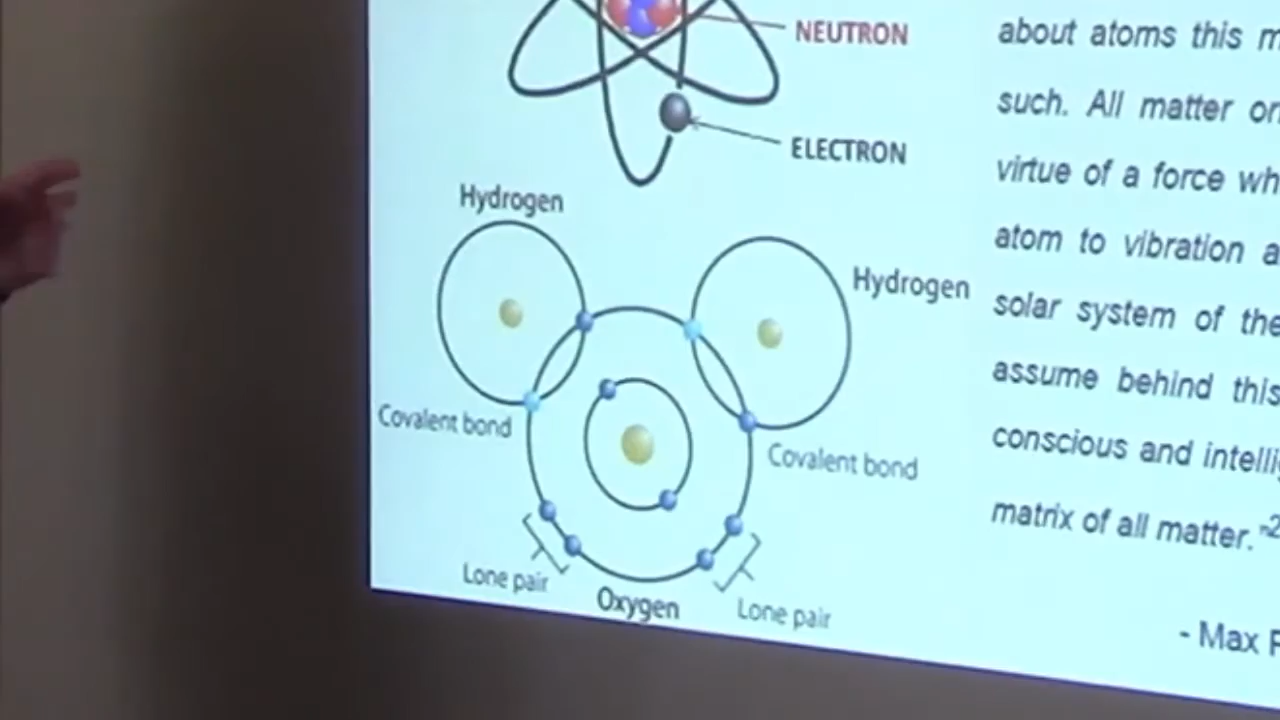 NEUTRON
ELECTRON
Hydrogen
Hydrogen
Covalent bond
Covalent bond
Lone pair
Oxygen
Lone pair
about atoms this
such. All matter
virtue of a force
atom to vibration
solar system of the
assume behind this
conscious and
matrix of all matter."2
- Max